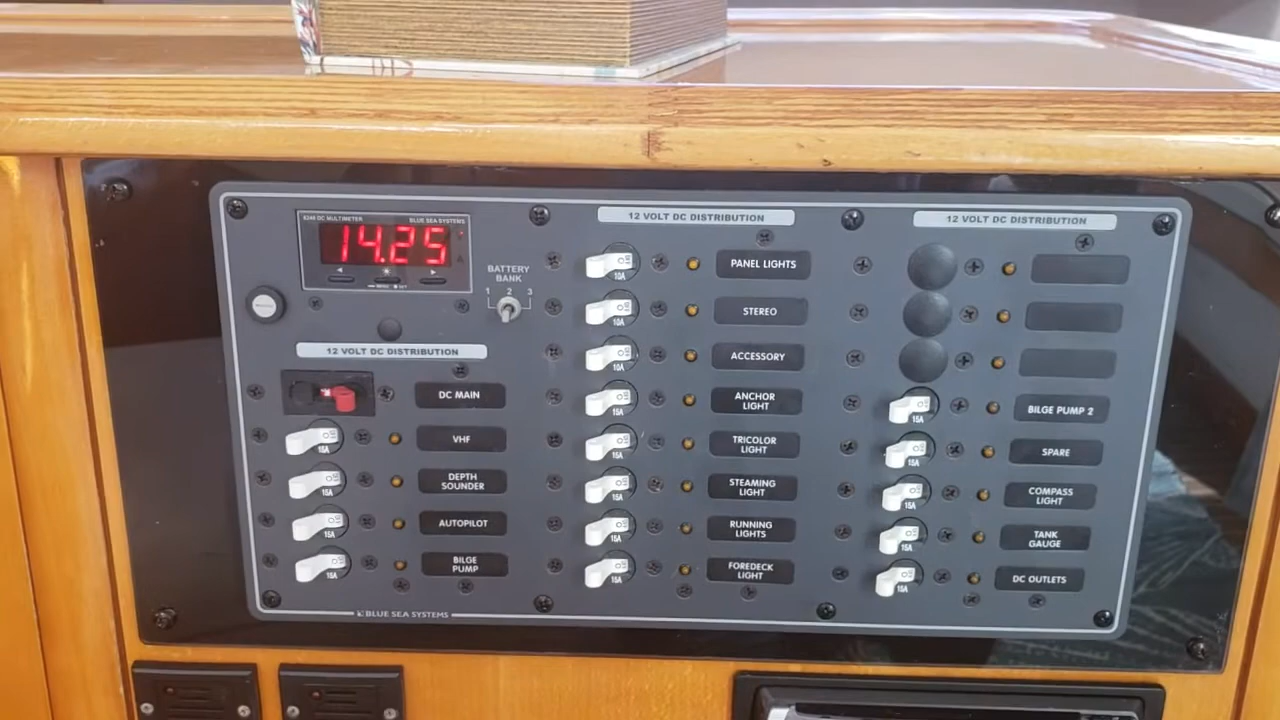 8248 DC MULTIMETER BLUE SEA SYSTEMS
14.25
BATTERY
BANK
1 2 3
12 VOLT DC DISTRIBUTION
DC MAIN
15A VHF
15A DEPTH
SOUNDER
15A AUTOPILOT
15A BILGE
PUMP
BLUE SEA SYSTEMS
12 VOLT DC DISTRIBUTION
10A PANEL LIGHTS
10A STEREO
10A ACCESSORY
15A ANCHOR
LIGHT
15A TRICOLOR
LIGHT
15A STEAMING
LIGHT
15A RUNNING
LIGHTS
15A FOREDECK
LIGHT
12 VOLT DC DISTRIBUTION
15A BILGE PUMP 2
15A SPARE
15A COMPASS
LIGHT
15A TANK
GAUGE
15A DC OUTLETS